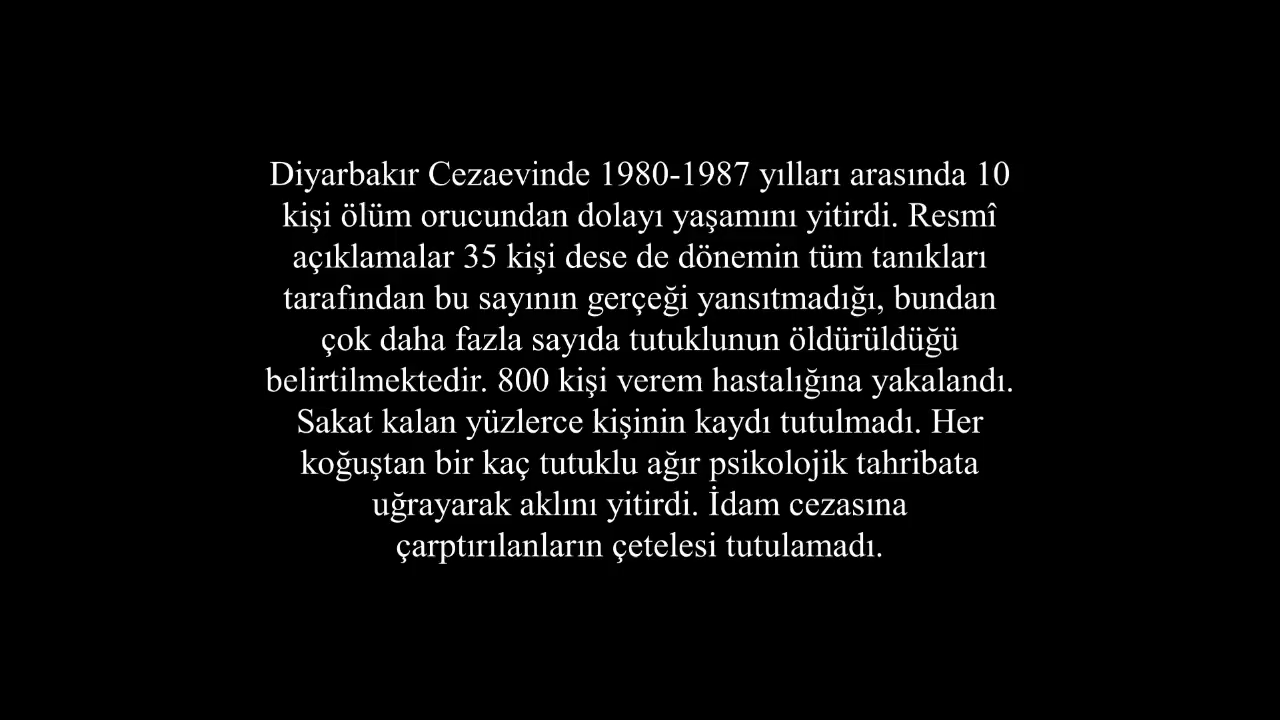 Diyarbakır Cezaevinde 1980-1987 yılları arasında 10
kişi ölüm orucundan dolayı yaşamını yitirdi. Resmî
açıklamalar 35 kişi dese de dönemin tüm tanıkları
tarafından bu sayının gerçeği yansıtmadığı, bundan
çok daha fazla sayıda tutuklunun öldürüldüğü
belirtilmektedir. 800 kişi verem hastalığına yakalandı.
Sakat kalan yüzlerce kişinin kaydı tutulmadı. Her
koğuştan bir kaç tutuklu ağır psikolojik tahribata
uğrayarak aklını yitirdi. İdam cezasına
çarptırılanların çetelesi tutulamadı.